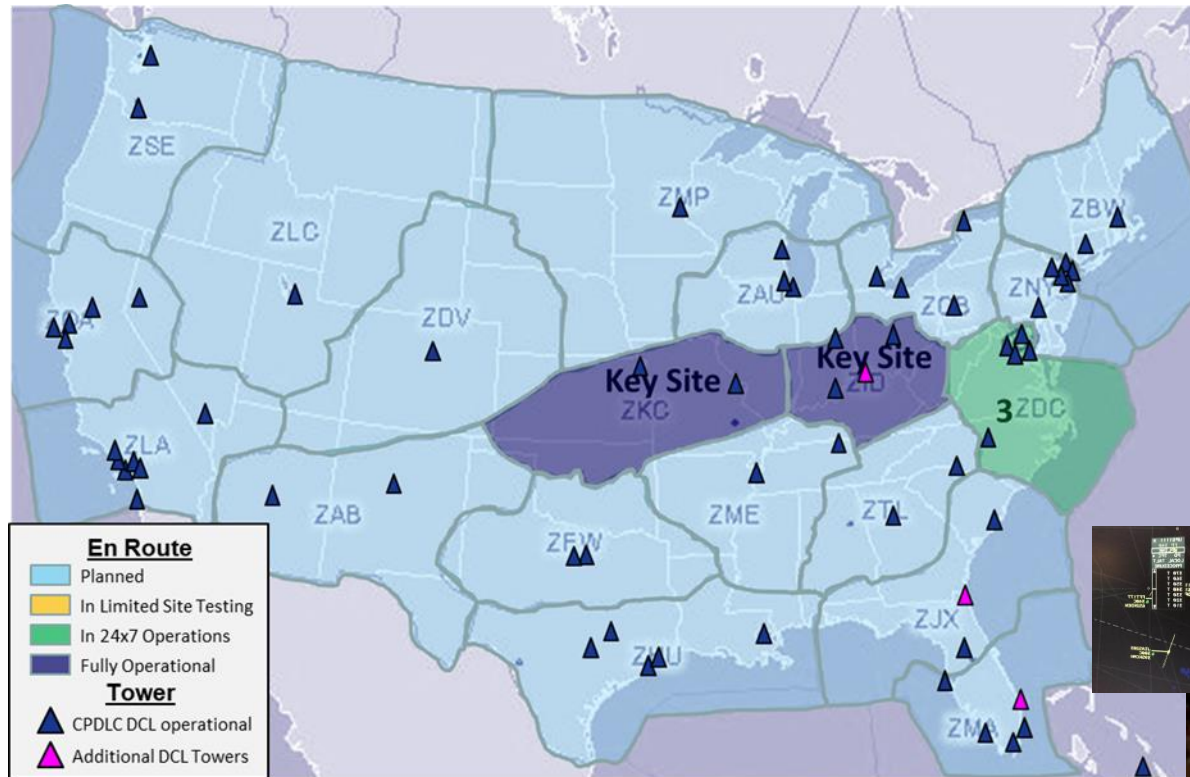 ZSE
ZMP
ZBW
ZLC
ZAU
ZNY
ZOA
ZDV
ZOB
Key Site
Key Site
ZKC
ZID
3
ZDC
ZLA
ZAB
ZME
ZTL
ZFW
ZJX
ZHU
ZMA
En Route
Planned
In Limited Site Testing
In 24x7 Operations
Fully Operational
Tower
CPDLC DCL operational
Additional DCL Towers